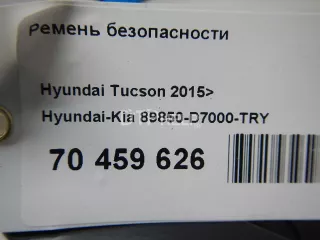 Ремень безопасности
Hyundai Tucson 2015>
Hyundai-Kia 89850-D7000-TRY
70 459 626